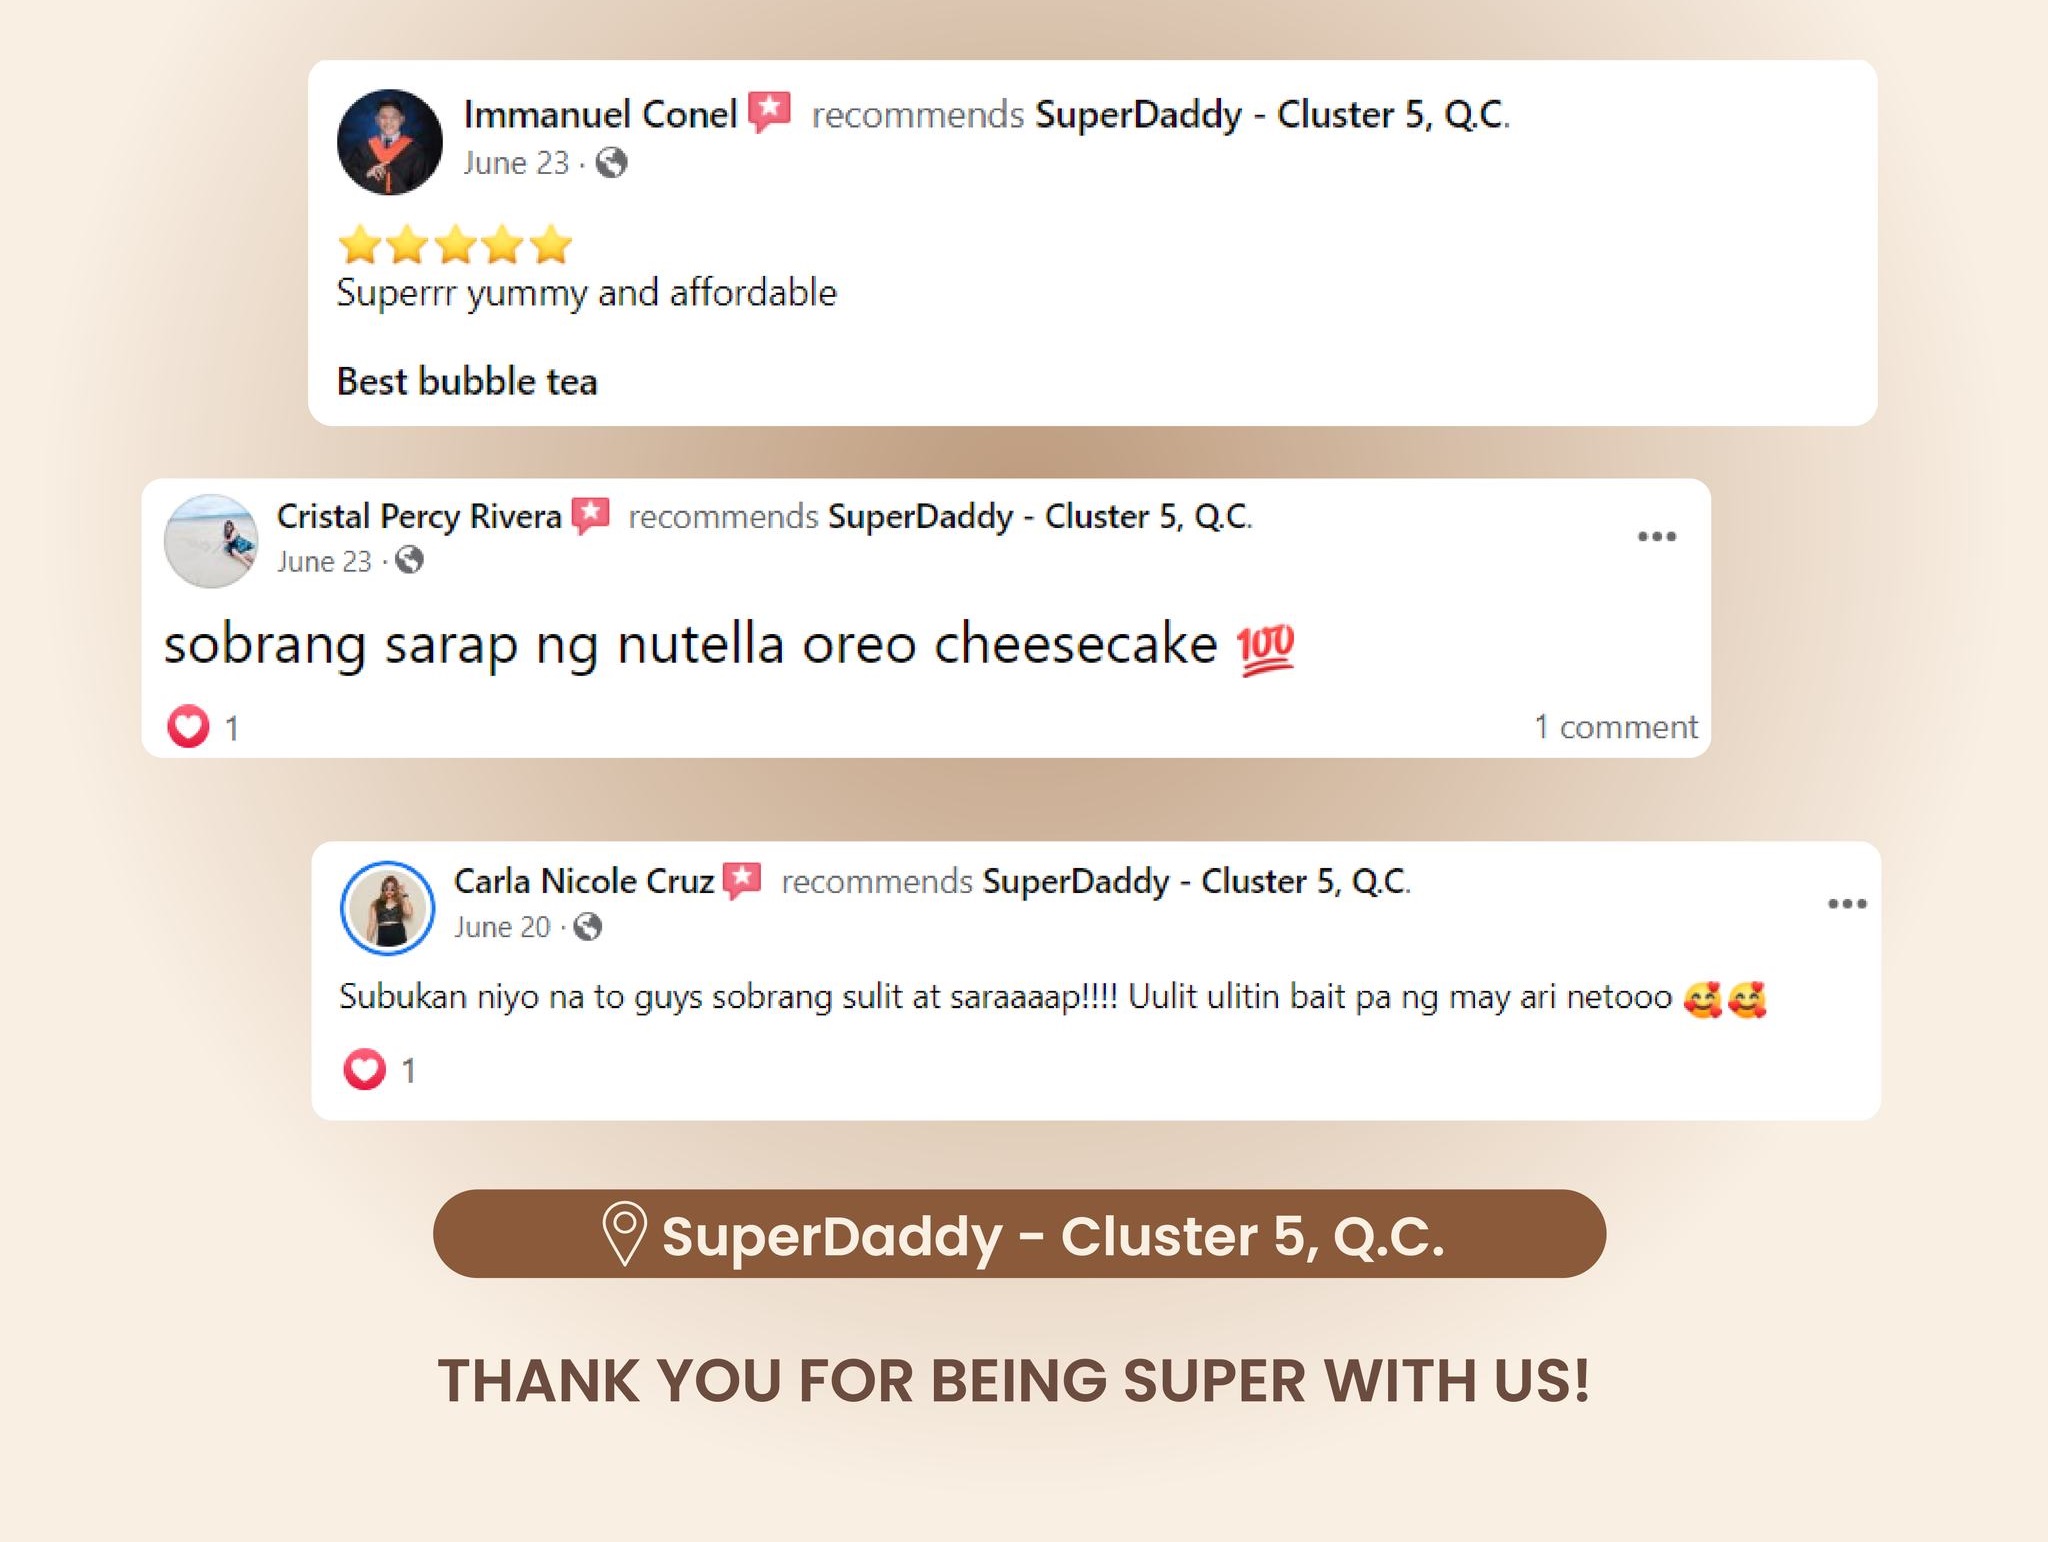 Immanuel Conel recommends SuperDaddy - Cluster 5, Q.C.
June 23 ·
⭐⭐⭐⭐⭐
Superrr yummy and affordable
Best bubble tea
Cristal Percy Rivera recommends SuperDaddy - Cluster 5, Q.C.
June 23 ·
sobrang sarap ng nutella oreo cheesecake 💯
1
1 comment
Carla Nicole Cruz recommends SuperDaddy - Cluster 5, Q.C.
June 20 ·
Subukan niyo na to guys sobrang sulit at saraaaap!!!! Uulit ulitin bait pa ng may ari netooo 🥰🥰
1
SuperDaddy - Cluster 5, Q.C.
THANK YOU FOR BEING SUPER WITH US!